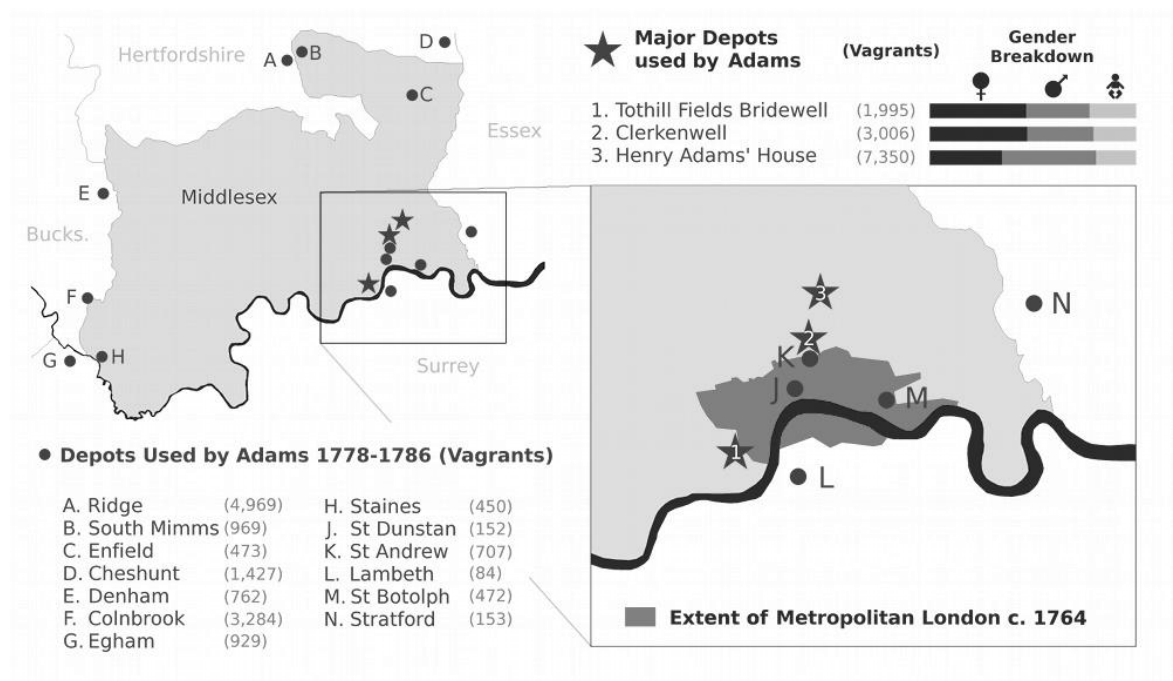 Hertfordshire
A
B
D
C
Essex
E
Middlesex
Bucks.
F
G
H
Surrey
Major Depots
used by Adams
(Vagrants)
Gender
Breakdown
1. Tothill Fields Bridewell (1,995)
2. Clerkenwell (3,006)
3. Henry Adams' House (7,350)
3
N
2
K
J
M
1
L
Extent of Metropolitan London c. 1764
Depots Used by Adams 1778-1786 (Vagrants)
A. Ridge (4,969)
B. South Mimms (969)
C. Enfield (473)
D. Cheshunt (1,427)
E. Denham (762)
F. Colnbrook (3,284)
G. Egham (929)
H. Staines (450)
J. St Dunstan (152)
K. St Andrew (707)
L. Lambeth (84)
M. St Botolph (472)
N. Stratford (153)